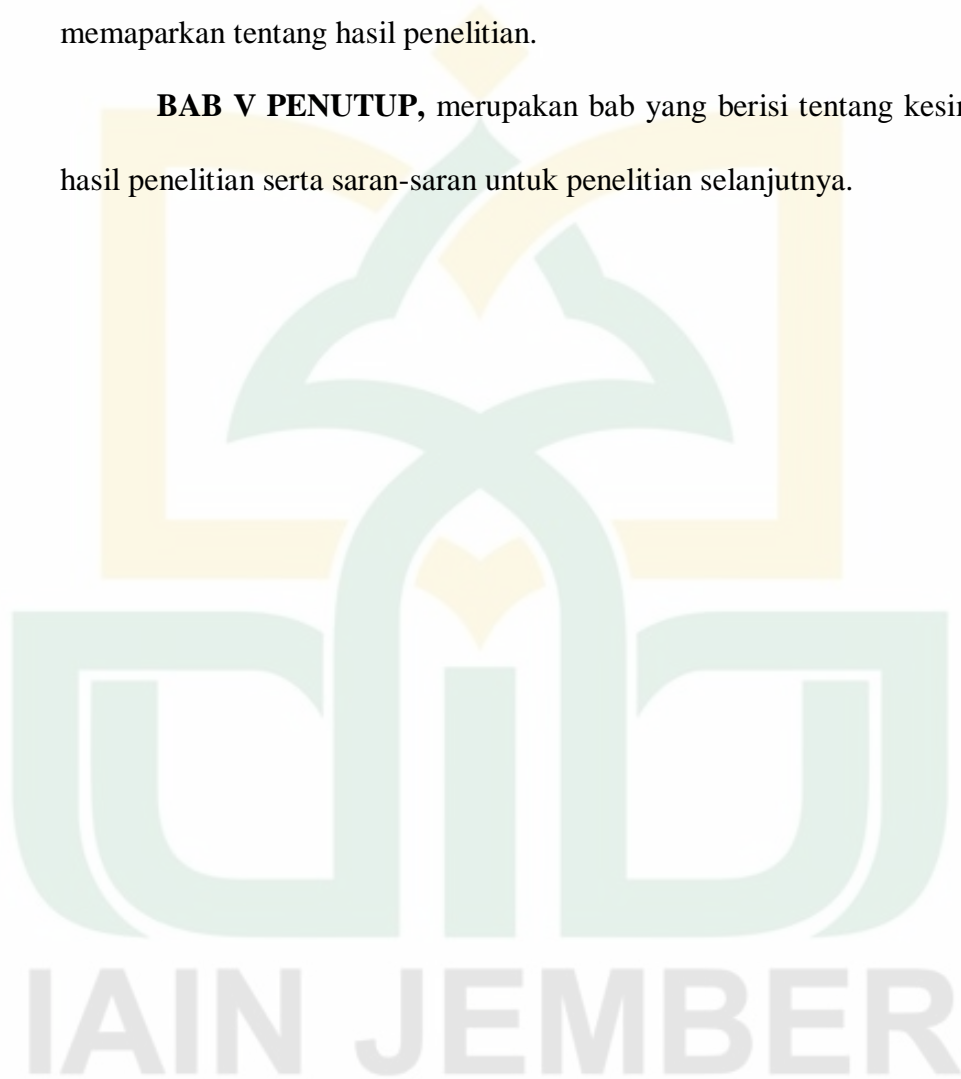 memaparkan tentang hasil penelitian.
BAB V PENUTUP, merupakan bab yang berisi tentang
hasil penelitian serta saran-saran untuk penelitian selanjutnya.
IAIN JEMBER